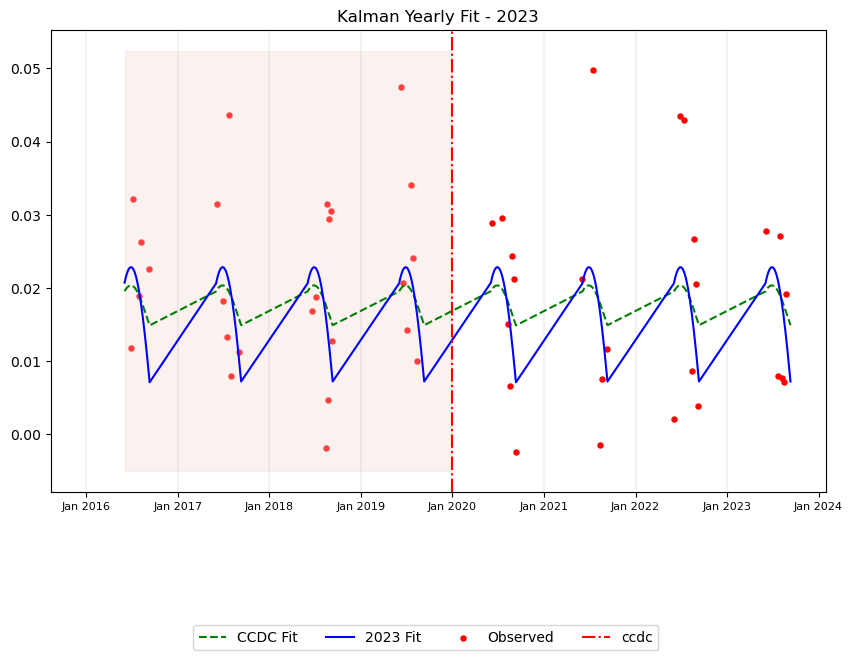 Kalman Yearly Fit - 2023
0.05
0.04
0.03
0.02
0.01
0.00
Jan 2016 Jan 2017 Jan 2018 Jan 2019 Jan 2020 Jan 2021 Jan 2022 Jan 2023 Jan 2024
CCDC Fit 2023 Fit Observed ccdc